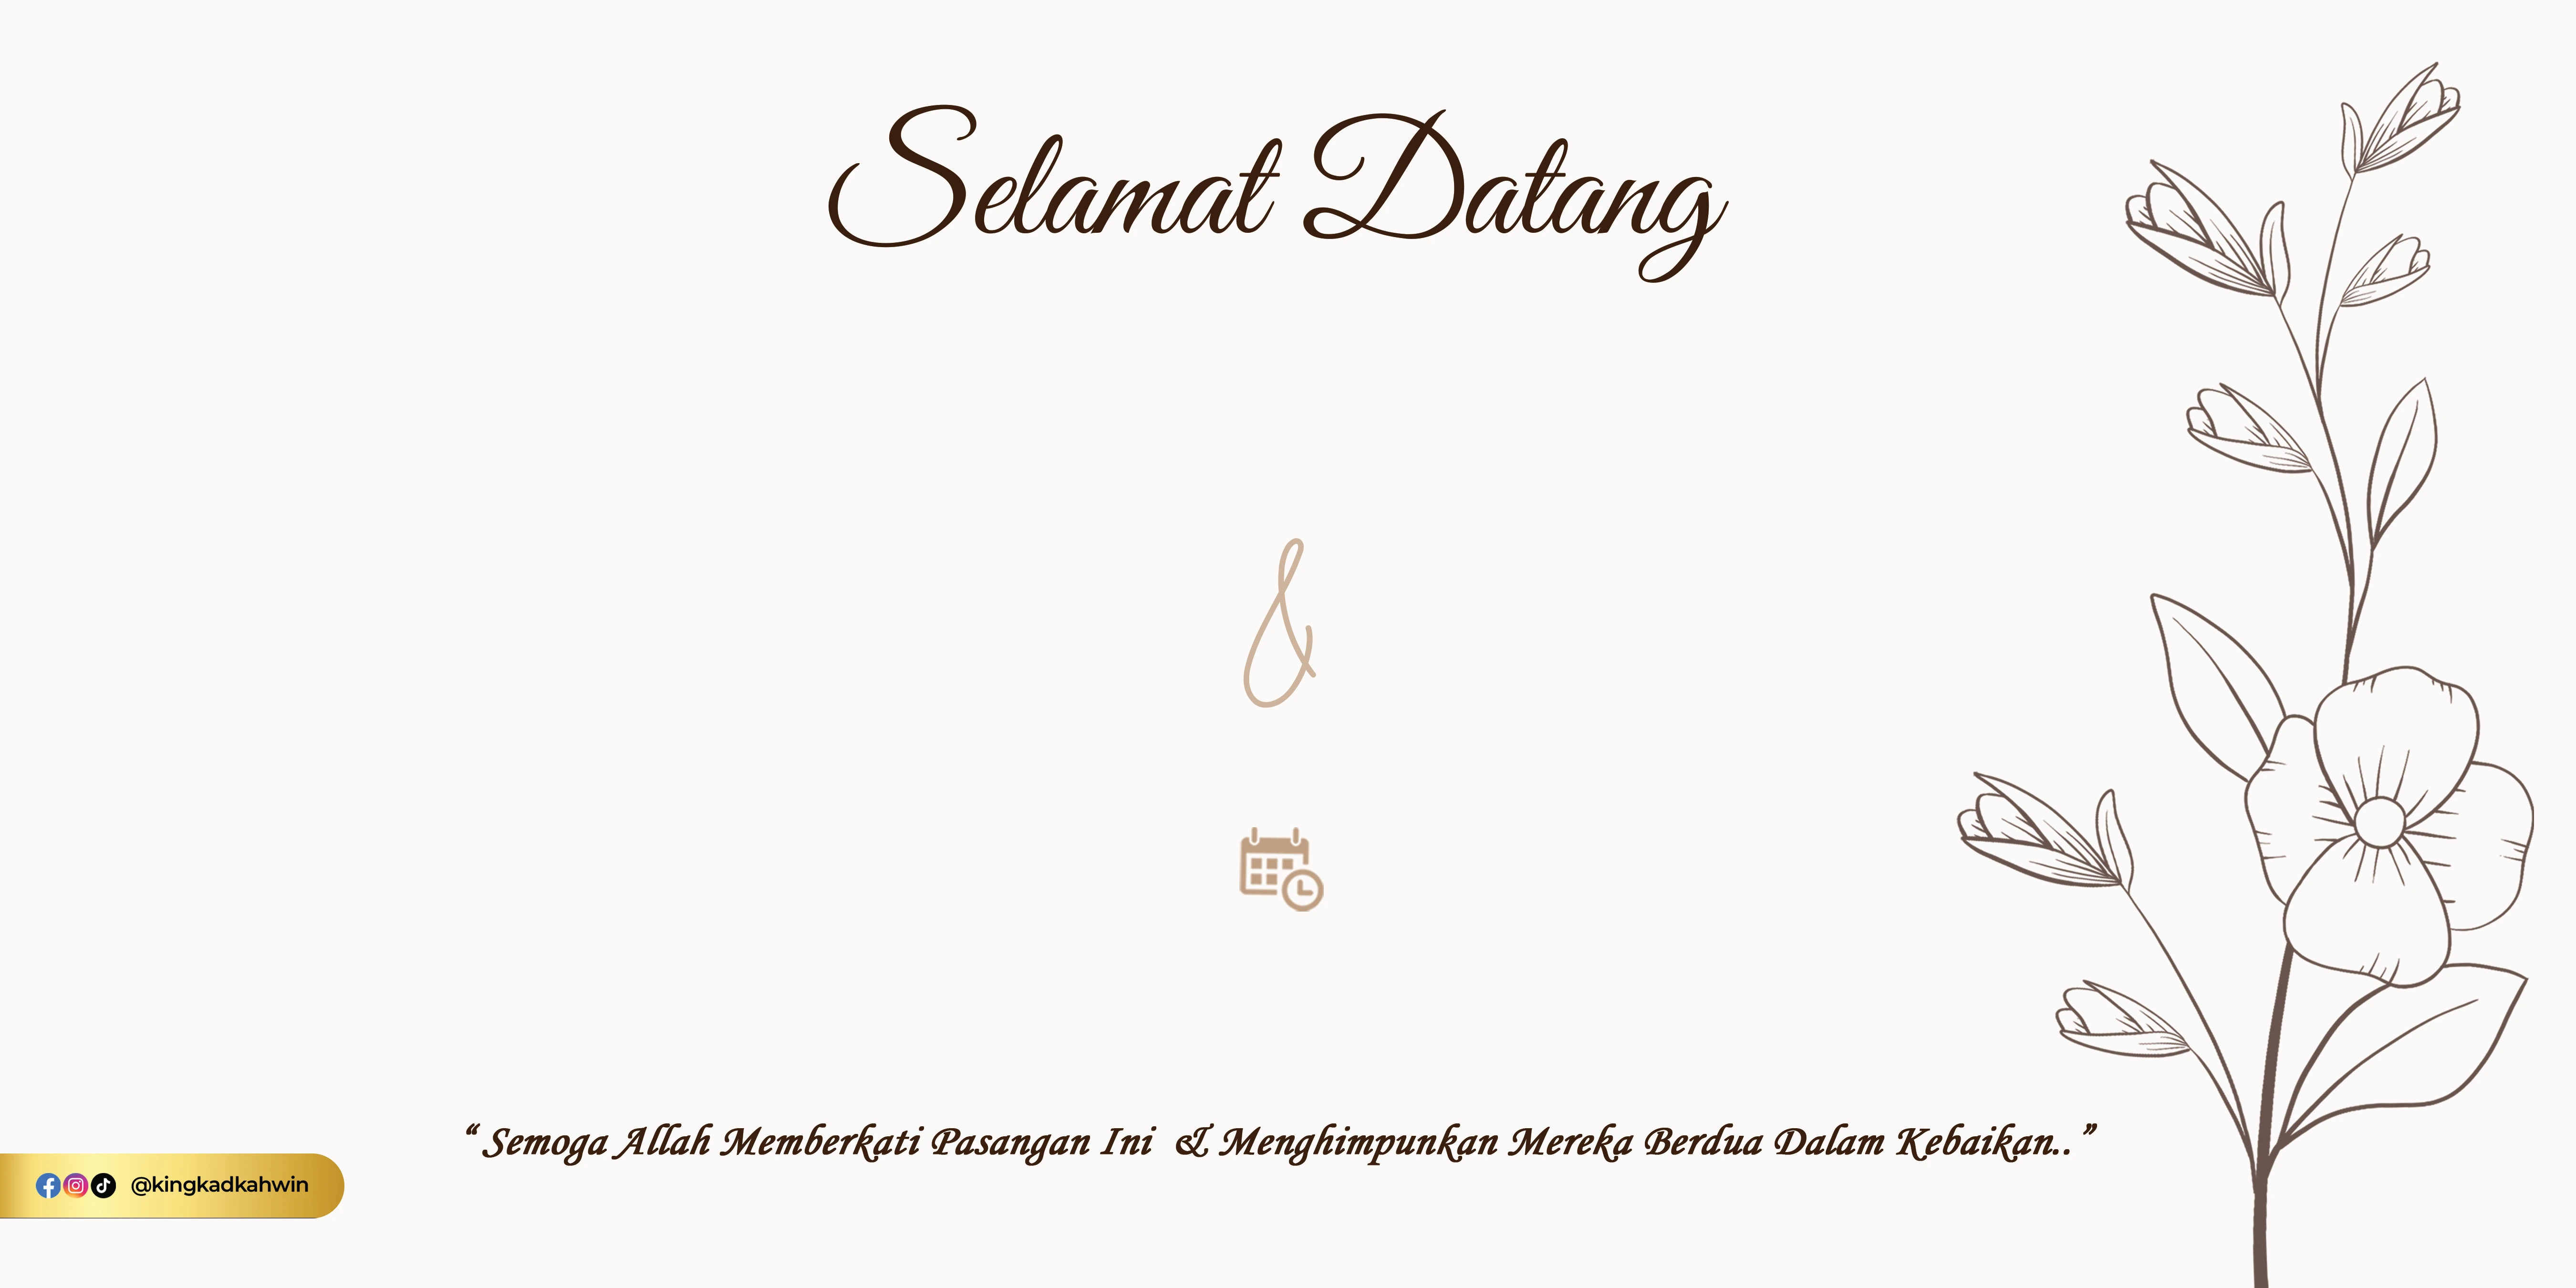 Selamat Datang
&
“ Semoga Allah Memberkati Pasangan Ini & Menghimpunkan Mereka Berdua Dalam Kebaikan.. ”
@kingkadkahwin